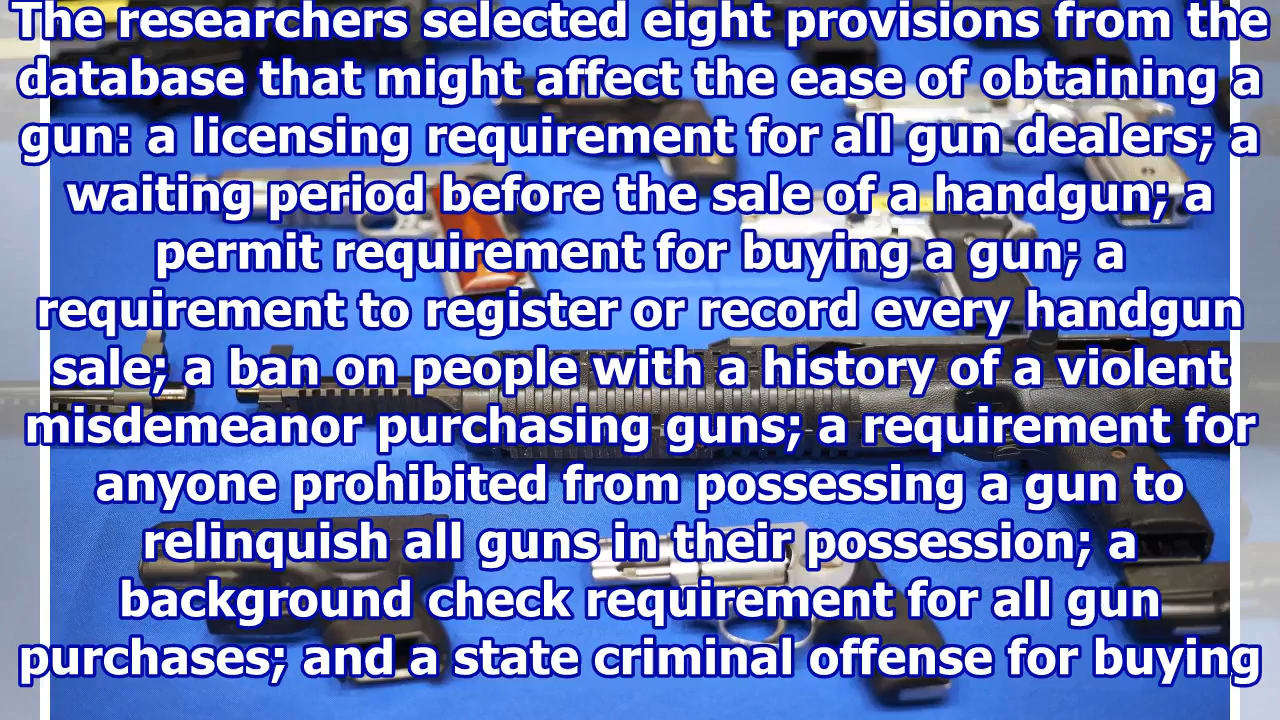 The researchers selected eight provisions from the
database that might affect the ease of obtaining a
gun: a licensing requirement for all gun dealers; a
waiting period before the sale of a handgun; a
permit requirement for buying a gun; a
requirement to register or record every handgun
sale; a ban on people with a history of a violent
misdemeanor purchasing guns; a requirement for
anyone prohibited from possessing a gun to
relinquish all guns in their possession; a
background check requirement for all gun
purchases; and a state criminal offense for buying